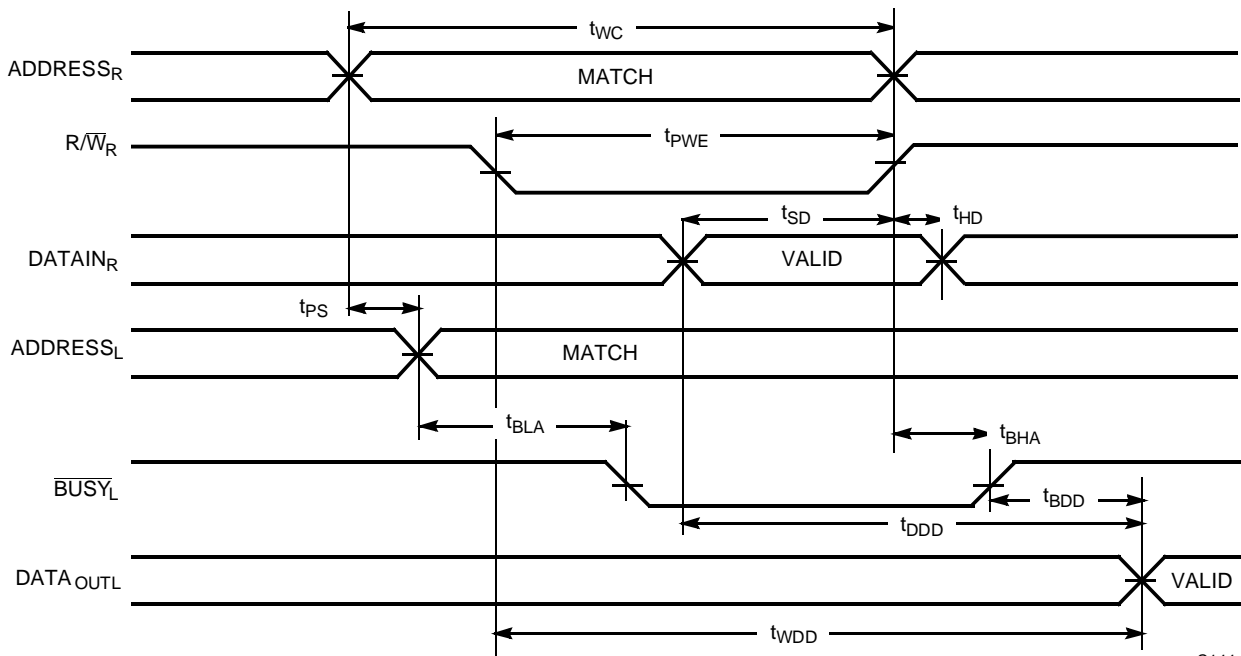 tWC
ADDRESSR
MATCH
R/W̅R
tPWE
tSD
tHD
DATAINR
VALID
tPS
ADDRESSL
MATCH
tBLA
tBHA
B̅U̅S̅Y̅L
tBDD
tDDD
DATA OUTL
VALID
tWDD